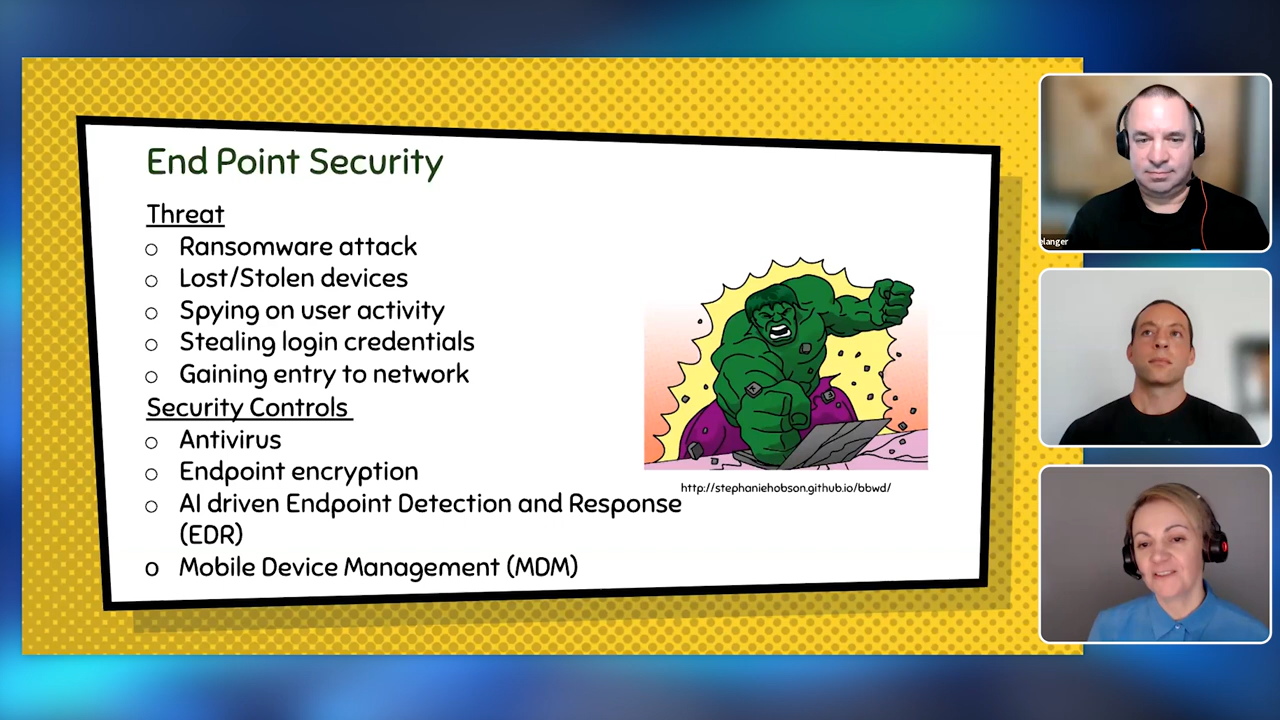 End Point Security
Threat
o Ransomware attack
o Lost/Stolen devices
o Spying on user activity
o Stealing login credentials
o Gaining entry to network
Security Controls
o Antivirus
o Endpoint encryption
o AI driven Endpoint Detection and Response
(EDR)
o Mobile Device Management (MDM)
http://stephaniehobson.github.io/bbwd/
elanger